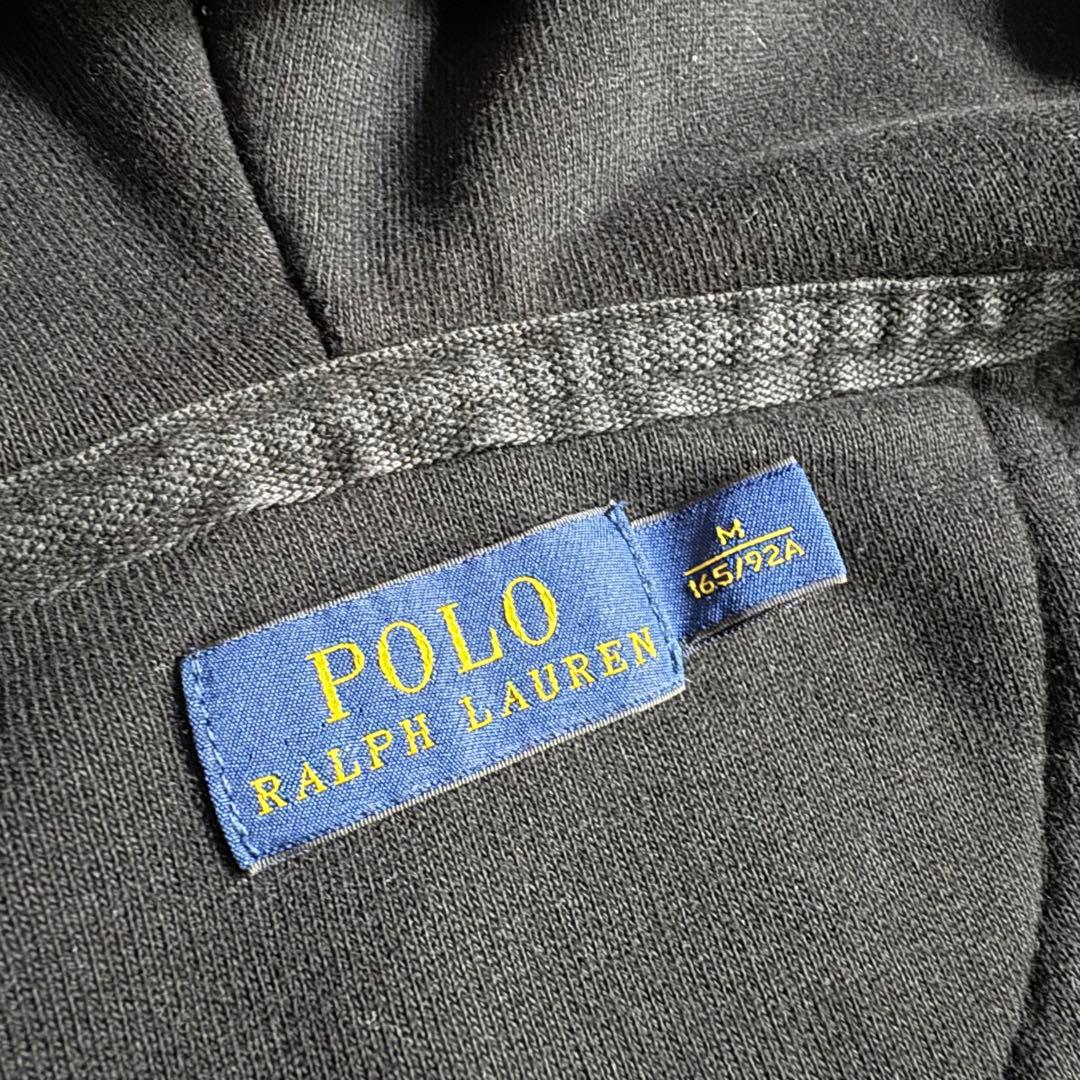 POLO
RALPH LAUREN
M
165/92A